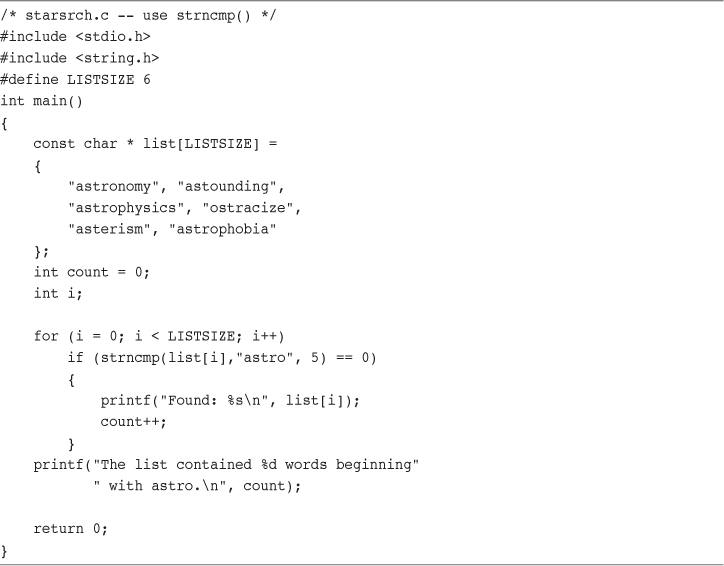 /* starsrch.c -- use strncmp() */
#include <stdio.h>
#include <string.h>
#define LISTSIZE 6
int main()
{
    const char * list[LISTSIZE] =
    {
        "astronomy", "astounding",
        "astrophysics", "ostracize",
        "asterism", "astrophobia"
    };
    int count = 0;
    int i;

    for (i = 0; i < LISTSIZE; i++)
        if (strncmp(list[i],"astro", 5) == 0)
        {
            printf("Found: %s\n", list[i]);
            count++;
        }
    printf("The list contained %d words beginning"
           " with astro.\n", count);

    return 0;
}